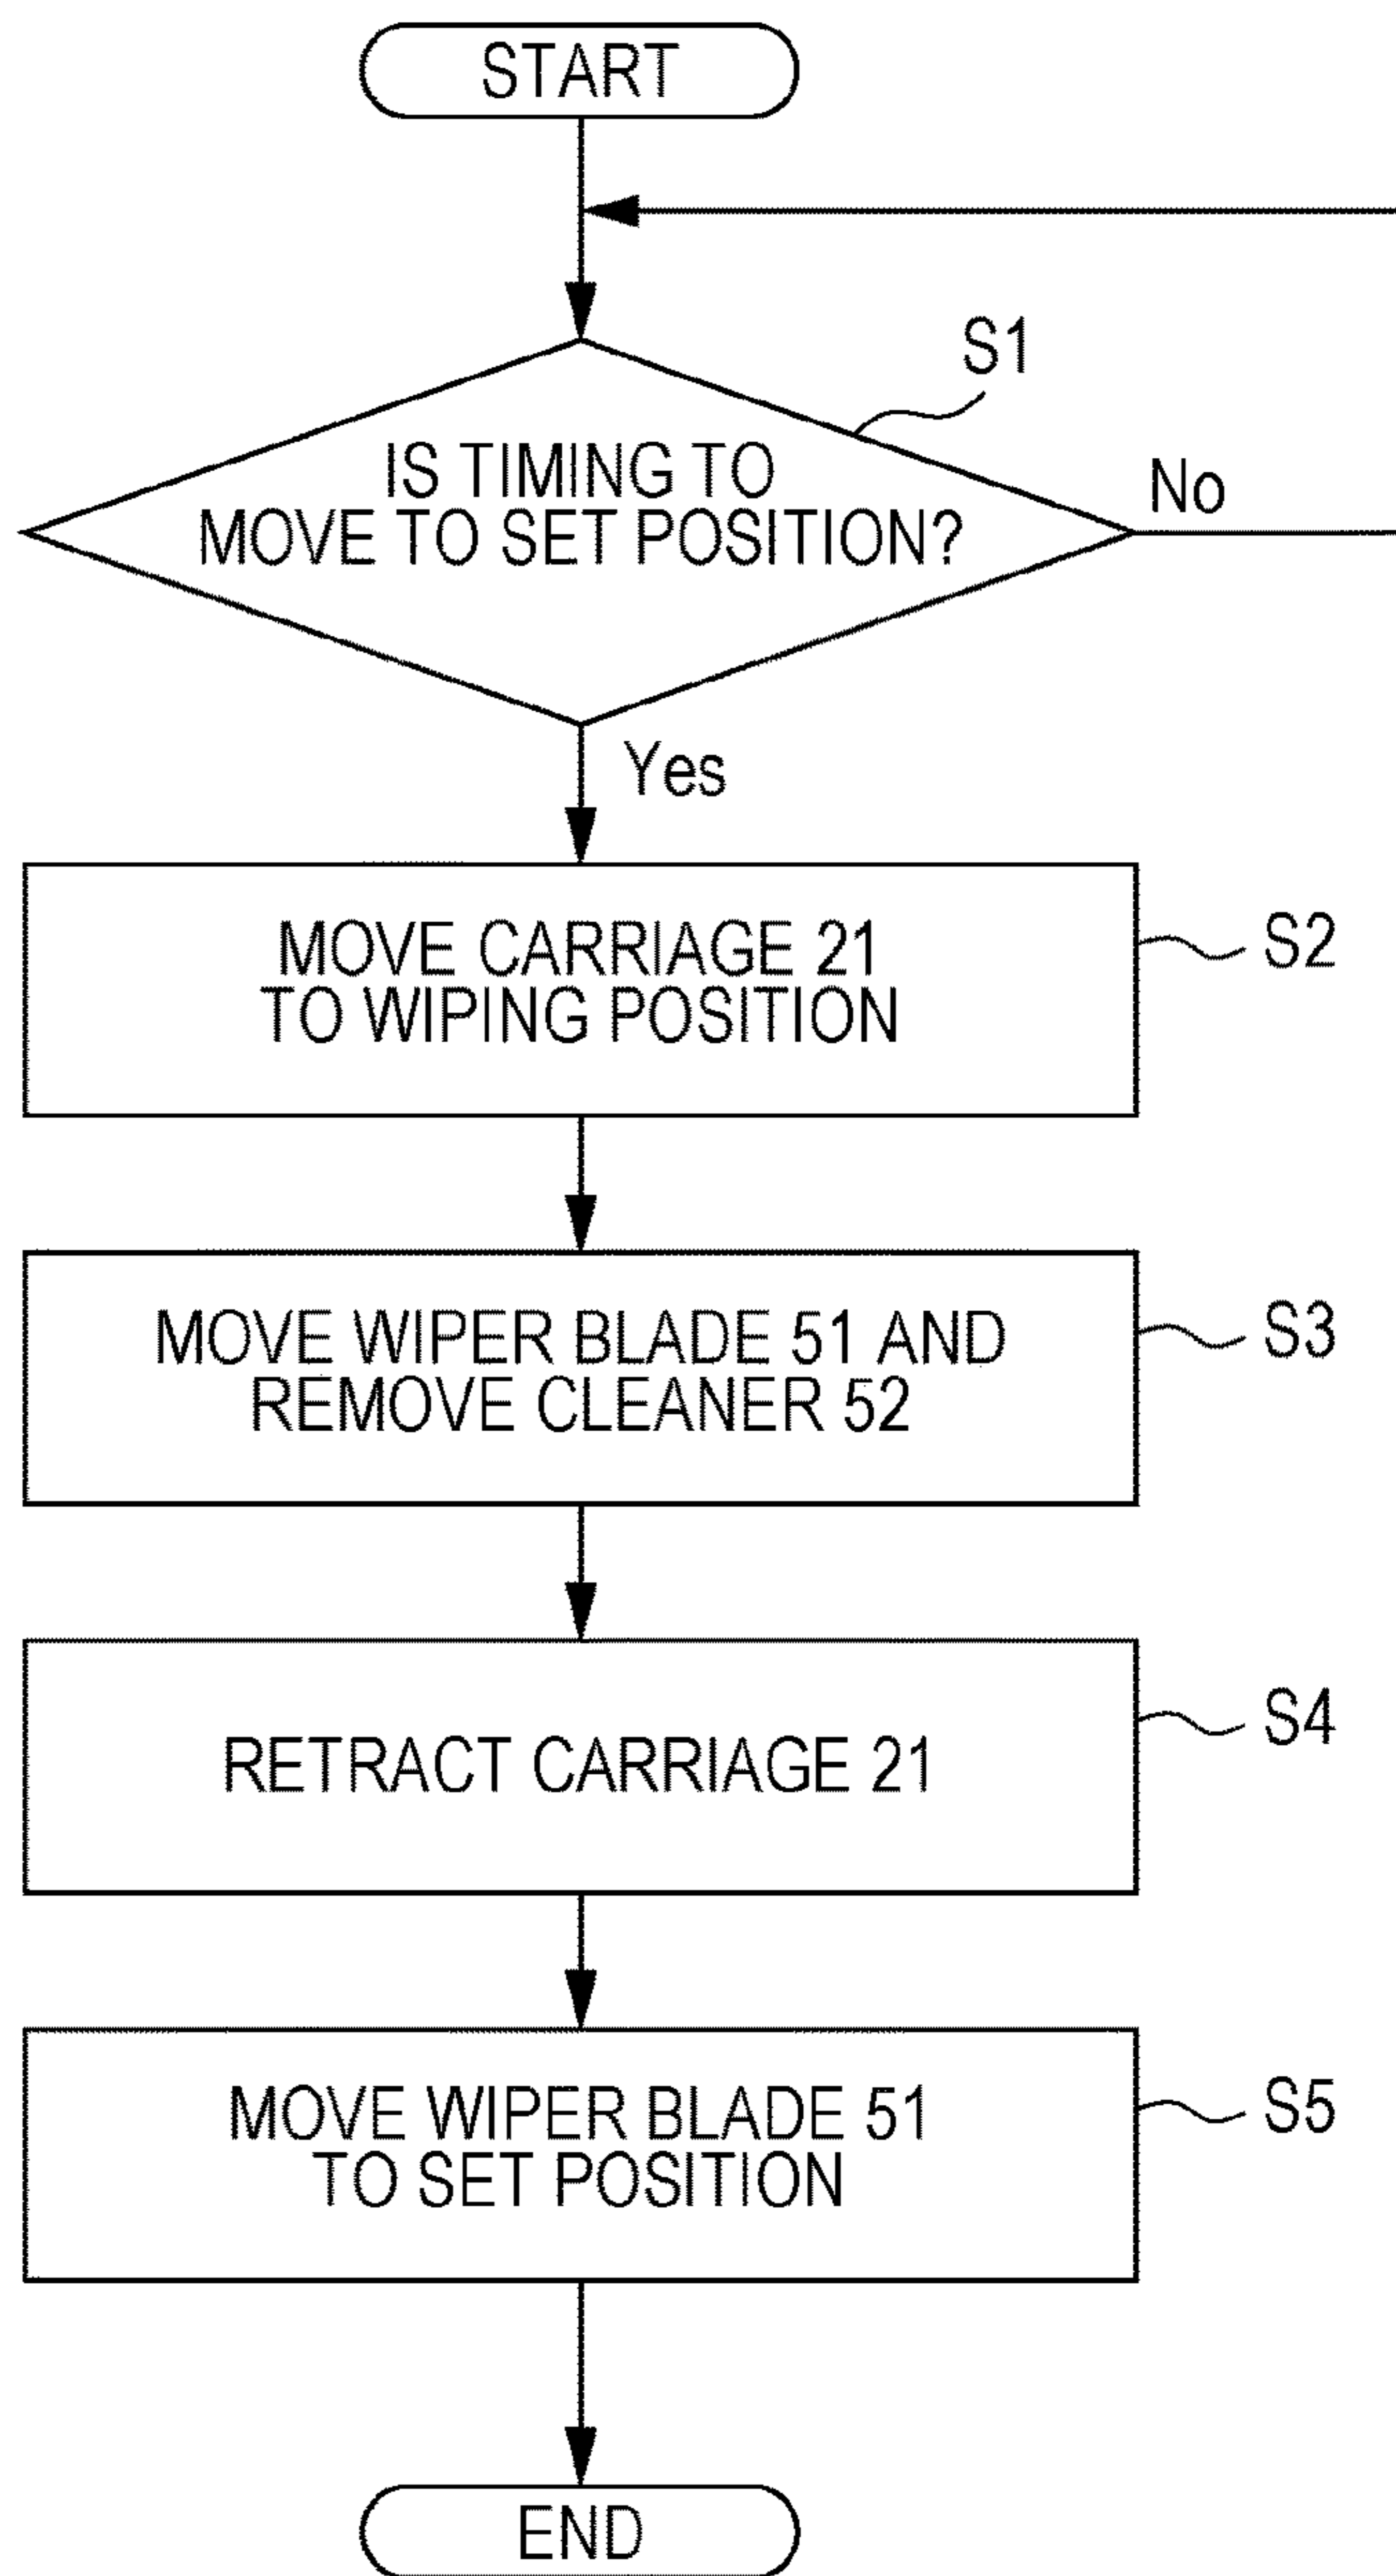 START
S1
IS TIMING TO
MOVE TO SET POSITION?
No
Yes
MOVE CARRIAGE 21
TO WIPING POSITION
S2
MOVE WIPER BLADE 51 AND
REMOVE CLEANER 52
S3
RETRACT CARRIAGE 21
S4
MOVE WIPER BLADE 51
TO SET POSITION
S5
END